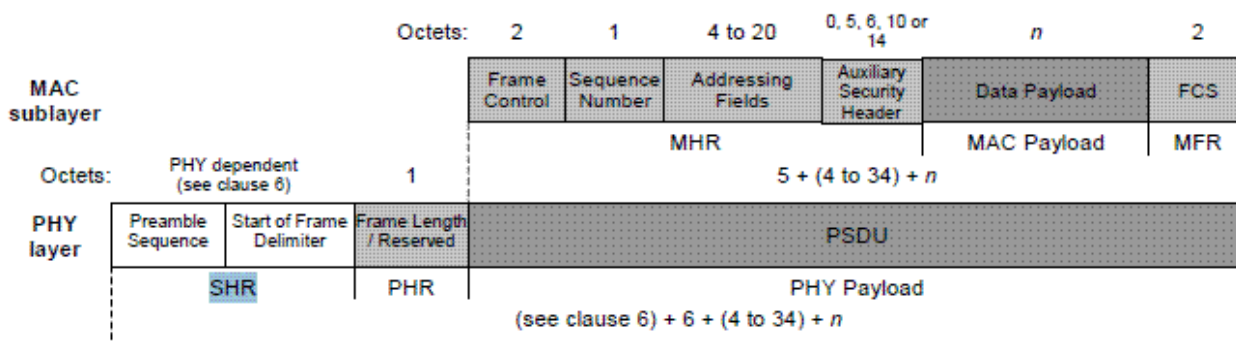 Octets: 2 1 4 to 20 0, 5, 6, 10 or 14 n 2
MAC sublayer
Frame Control
Sequence Number
Addressing Fields
Auxiliary Security Header
Data Payload
FCS
MHR MAC Payload MFR
Octets: PHY dependent (see clause 6) 1 5 + (4 to 34) + n
PHY layer
Preamble Sequence
Start of Frame Delimiter
Frame Length / Reserved
PSDU
SHR PHR PHY Payload
(see clause 6) + 6 + (4 to 34) + n